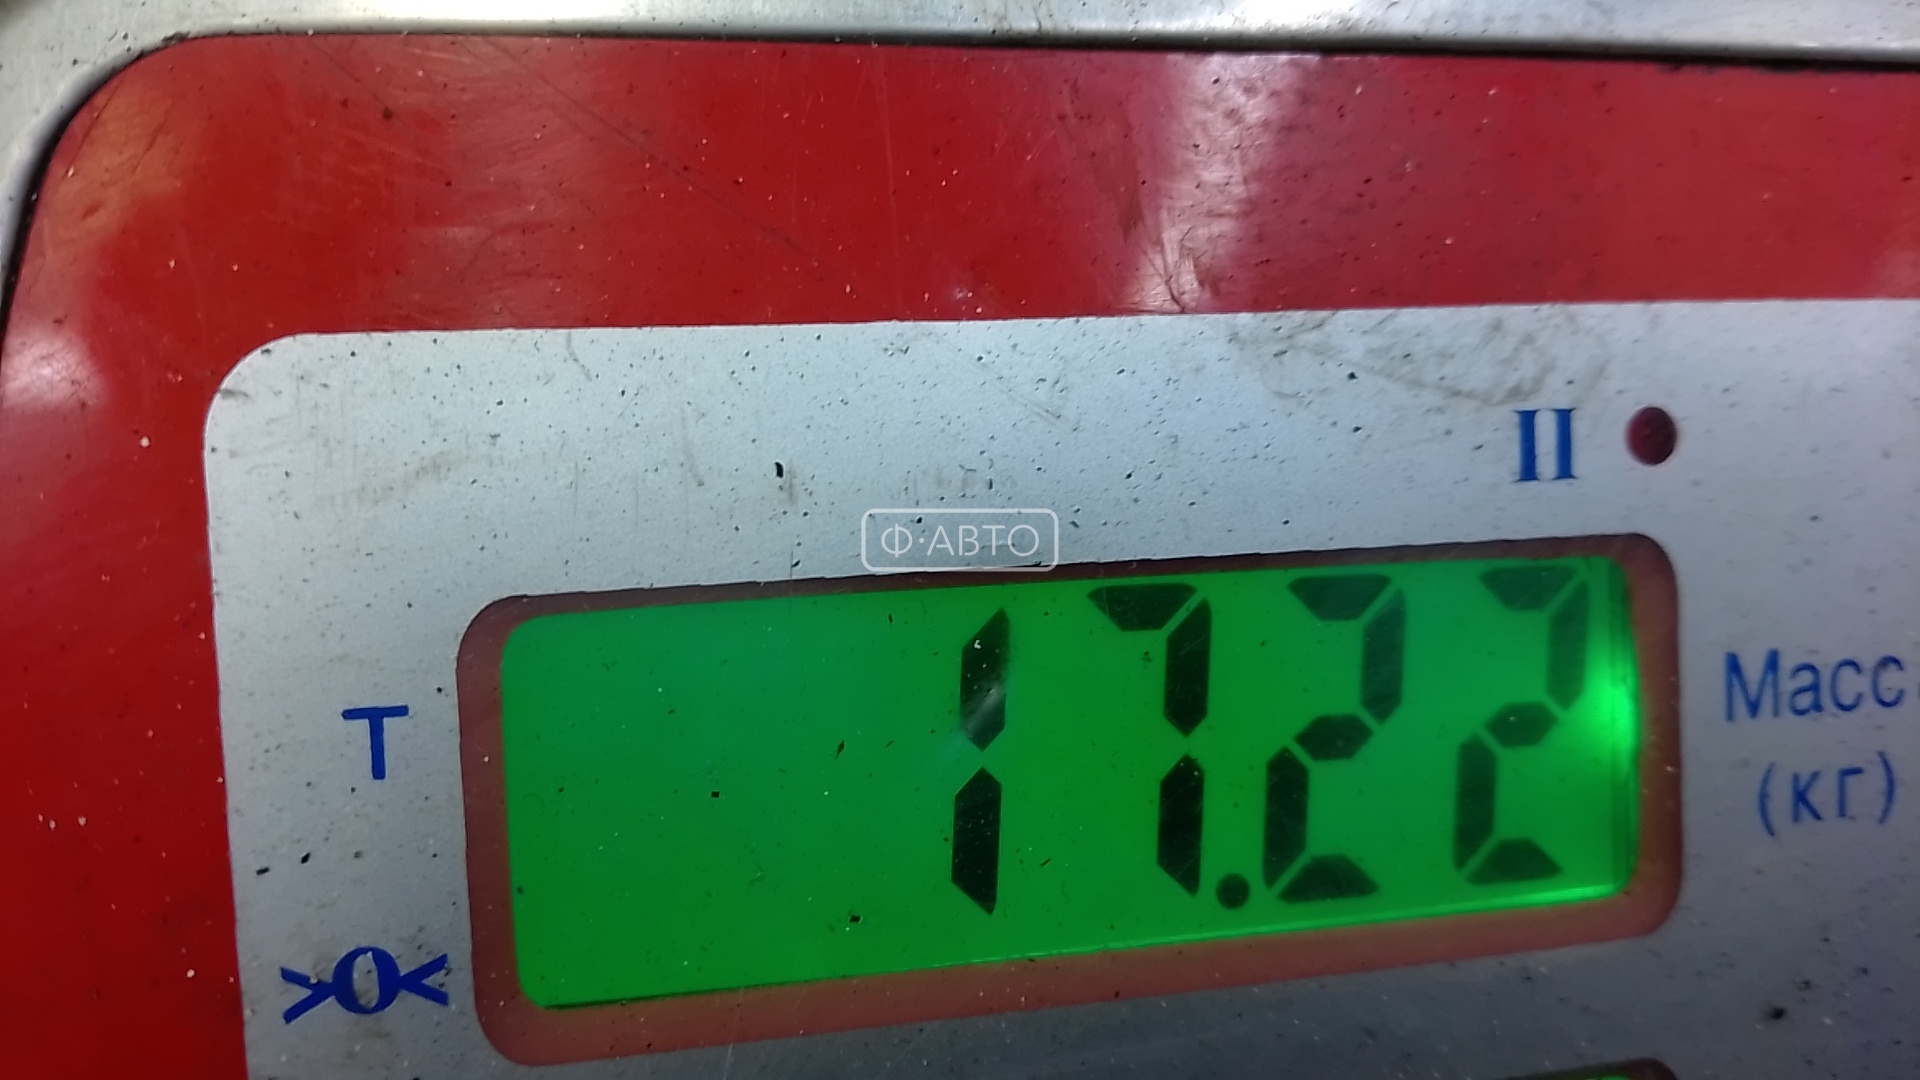 II
Ф·АВТО
17.22
T
Масс
(кг)
>0<